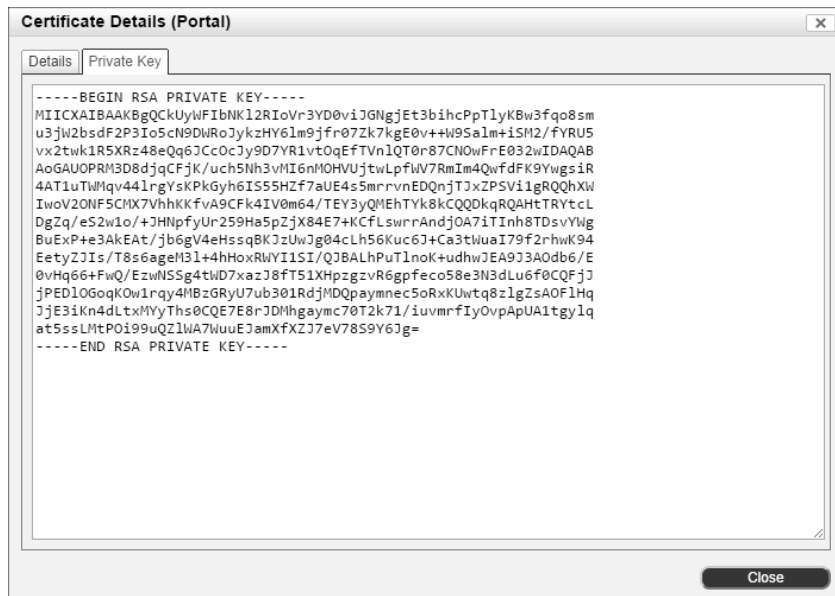 Certificate Details (Portal)
Details
Private Key
-----BEGIN RSA PRIVATE KEY-----
MIICXAIBAAKBgQCkUyWFIbNKl2RIoVr3YD0viJGNgjEt3bihcPpTlyKBw3fqo8sm
u3jW2bsdF2P3Io5cN9DWRoJykzHY6lm9jfr07Zk7kgE0v++W9Salm+iSM2/fYRU5
vx2twk1R5XRz48eQq6JCcOcJy9D7YR1vtOqEfTVnlQT0r87CNOwFrE032wIDAQAB
AoGAUOPRM3D8djqCFjK/uch5Nh3vMI6nMOHVUjtwLpfWV7RmIm4QwfdFK9YwgsiR
4AT1uTWMqv44lrgYsKPkGyh6IS55HZf7aUE4s5mrrvnEDQnjTJxZPSVi1gRQQhXW
IwoV2ONF5CMX7VhhKKfvA9CFk4IV0m64/TEY3yQMEhTYk8kCQQDkqRQAHtTRYtcL
DgZq/eS2w1o/+JHNpfyUr259Ha5pZjX84E7+KCfLswrrAndjOA7iTInh8TDsvYWg
BuExP+e3AkEAt/jb6gV4eHssqBKJzUwJg04cLh56Kuc6J+Ca3tWuaI79f2rhwK94
EetyZJIs/T8s6ageM3l+4hHoxRWYI1SI/QJBALhPuTlnoK+udhwJEA9J3AOdb6/E
0vHq66+FwQ/EzwNSSg4tWD7xazJ8fT51XHpzgzvR6gpfeco58e3N3dLu6f0CQFjJ
jPEDlOGoqKOw1rqy4MBzGRyU7ub301RdjMDQpaymnec5oRxKUwtq8zlgZsAOFlHq
JjE3iKn4dLtxMYyThs0CQE7E8rJDMhgaymc70T2k71/iuvmrfIyOvpApUA1tgylq
at5ssLMtPOi99uQZlWA7WuuEJamXfXZJ7eV78S9Y6Jg=
-----END RSA PRIVATE KEY-----
Close